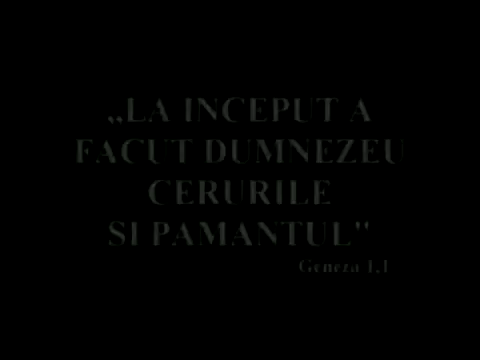 „LA INCEPUT A
FACUT DUMNEZEU
CERURILE
SI PAMANTUL"
Geneza 1,1